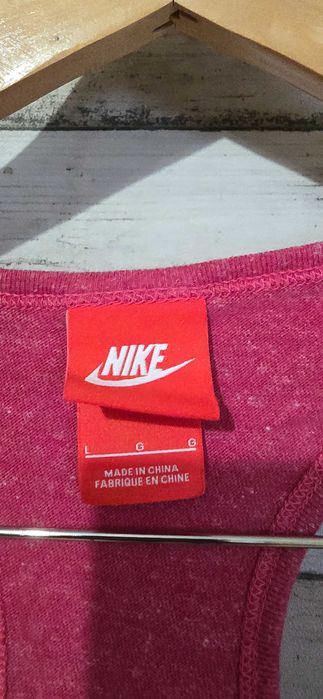 NIKE
L G G
MADE IN CHINA
FABRIQUE EN CHINE